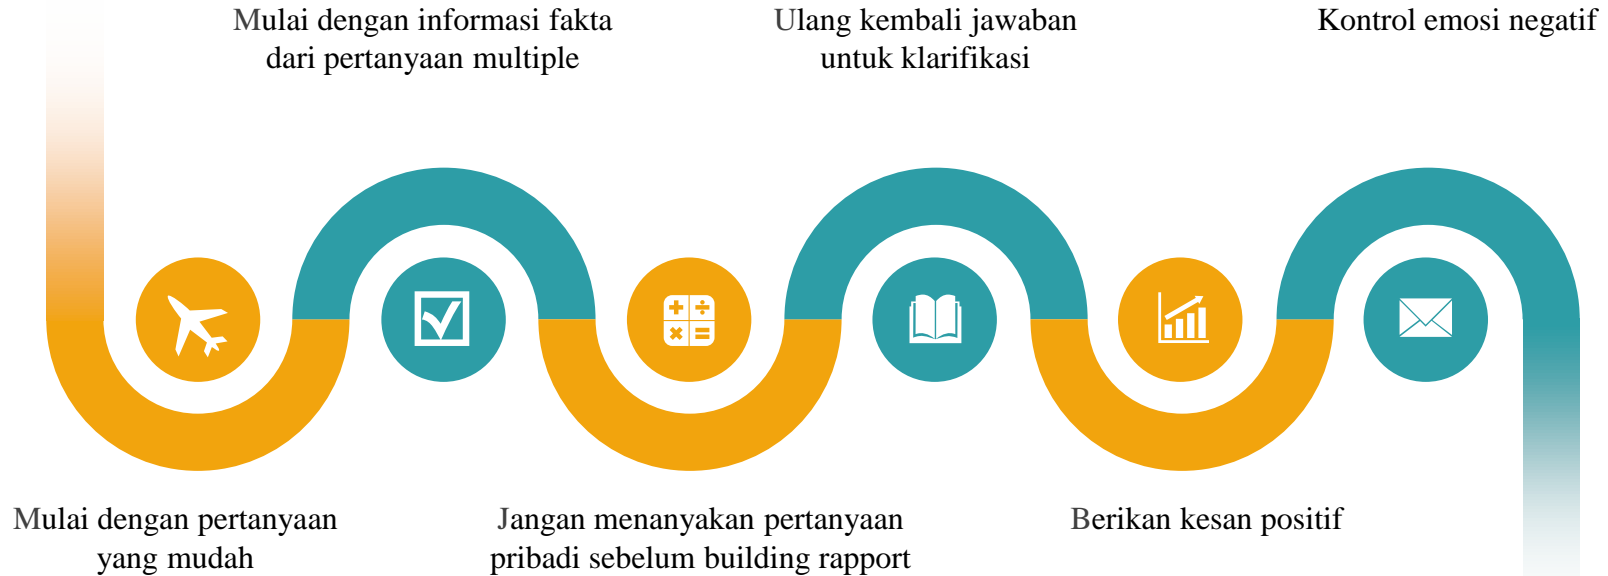 Mulai dengan informasi fakta
dari pertanyaan multiple
Ulang kembali jawaban
untuk klarifikasi
Kontrol emosi negatif
Mulai dengan pertanyaan
yang mudah
Jangan menanyakan pertanyaan
pribadi sebelum building rapport
Berikan kesan positif